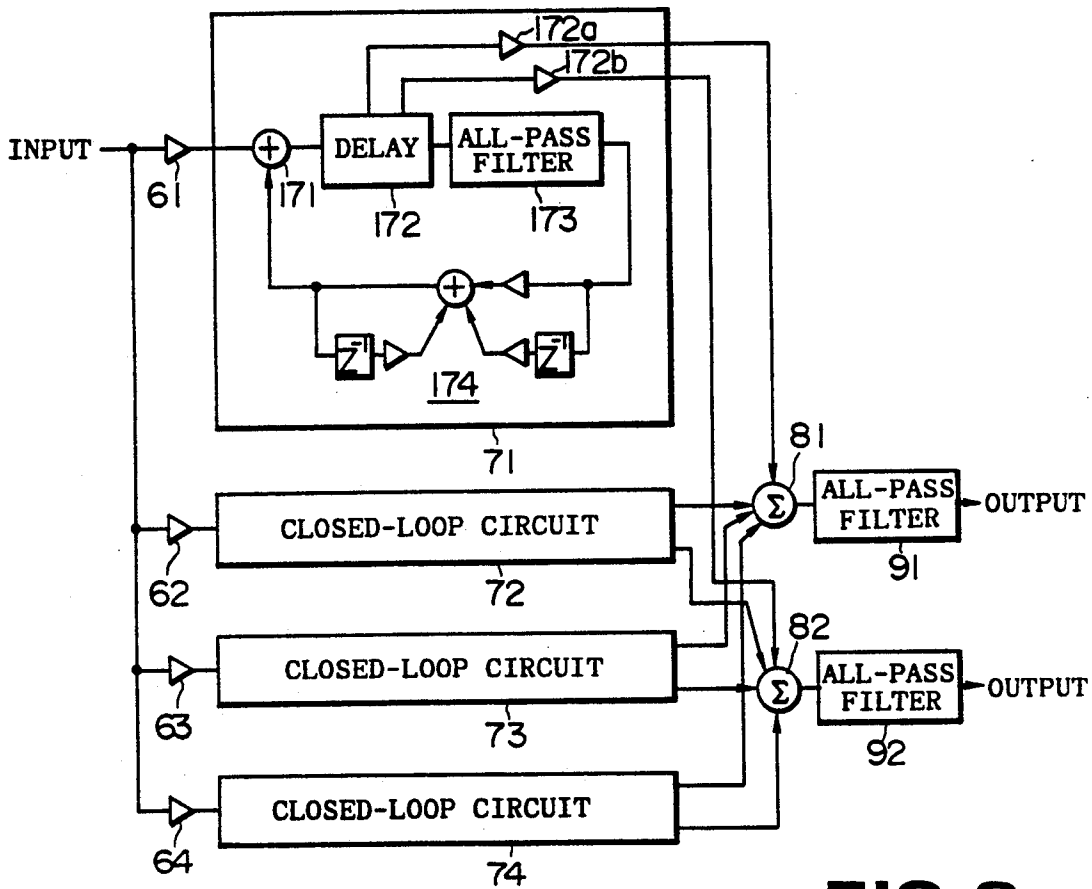 172a
172b
INPUT
61
171
DELAY
172
ALL-PASS
FILTER
173
Z⁻¹
Z⁻¹
174
71
81
ALL-PASS
FILTER
OUTPUT
91
62
CLOSED-LOOP CIRCUIT
72
82
Σ
Σ
63
CLOSED-LOOP CIRCUIT
73
ALL-PASS
FILTER
OUTPUT
92
64
CLOSED-LOOP CIRCUIT
74